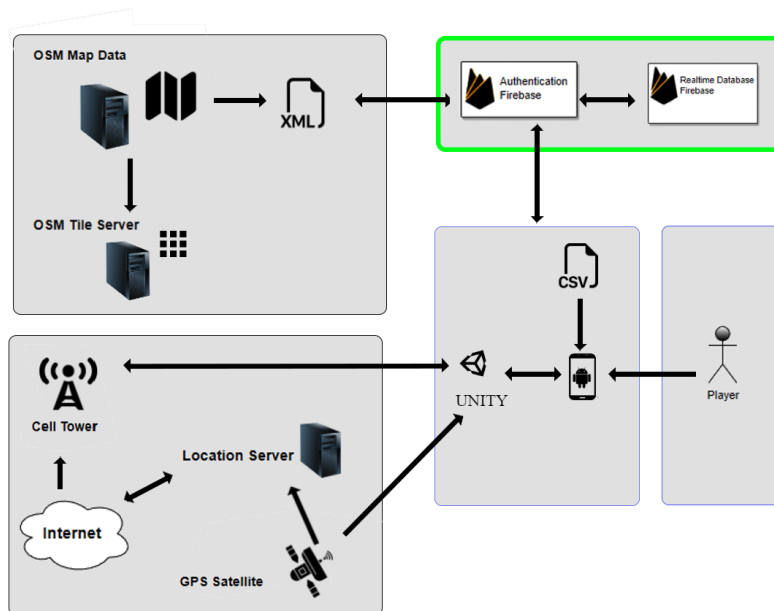 OSM Map Data
XML
OSM Tile Server
Authentication
Firebase
Realtime Database
Firebase
CSV
UNITY
Player
Cell Tower
Location Server
Internet
GPS Satellite